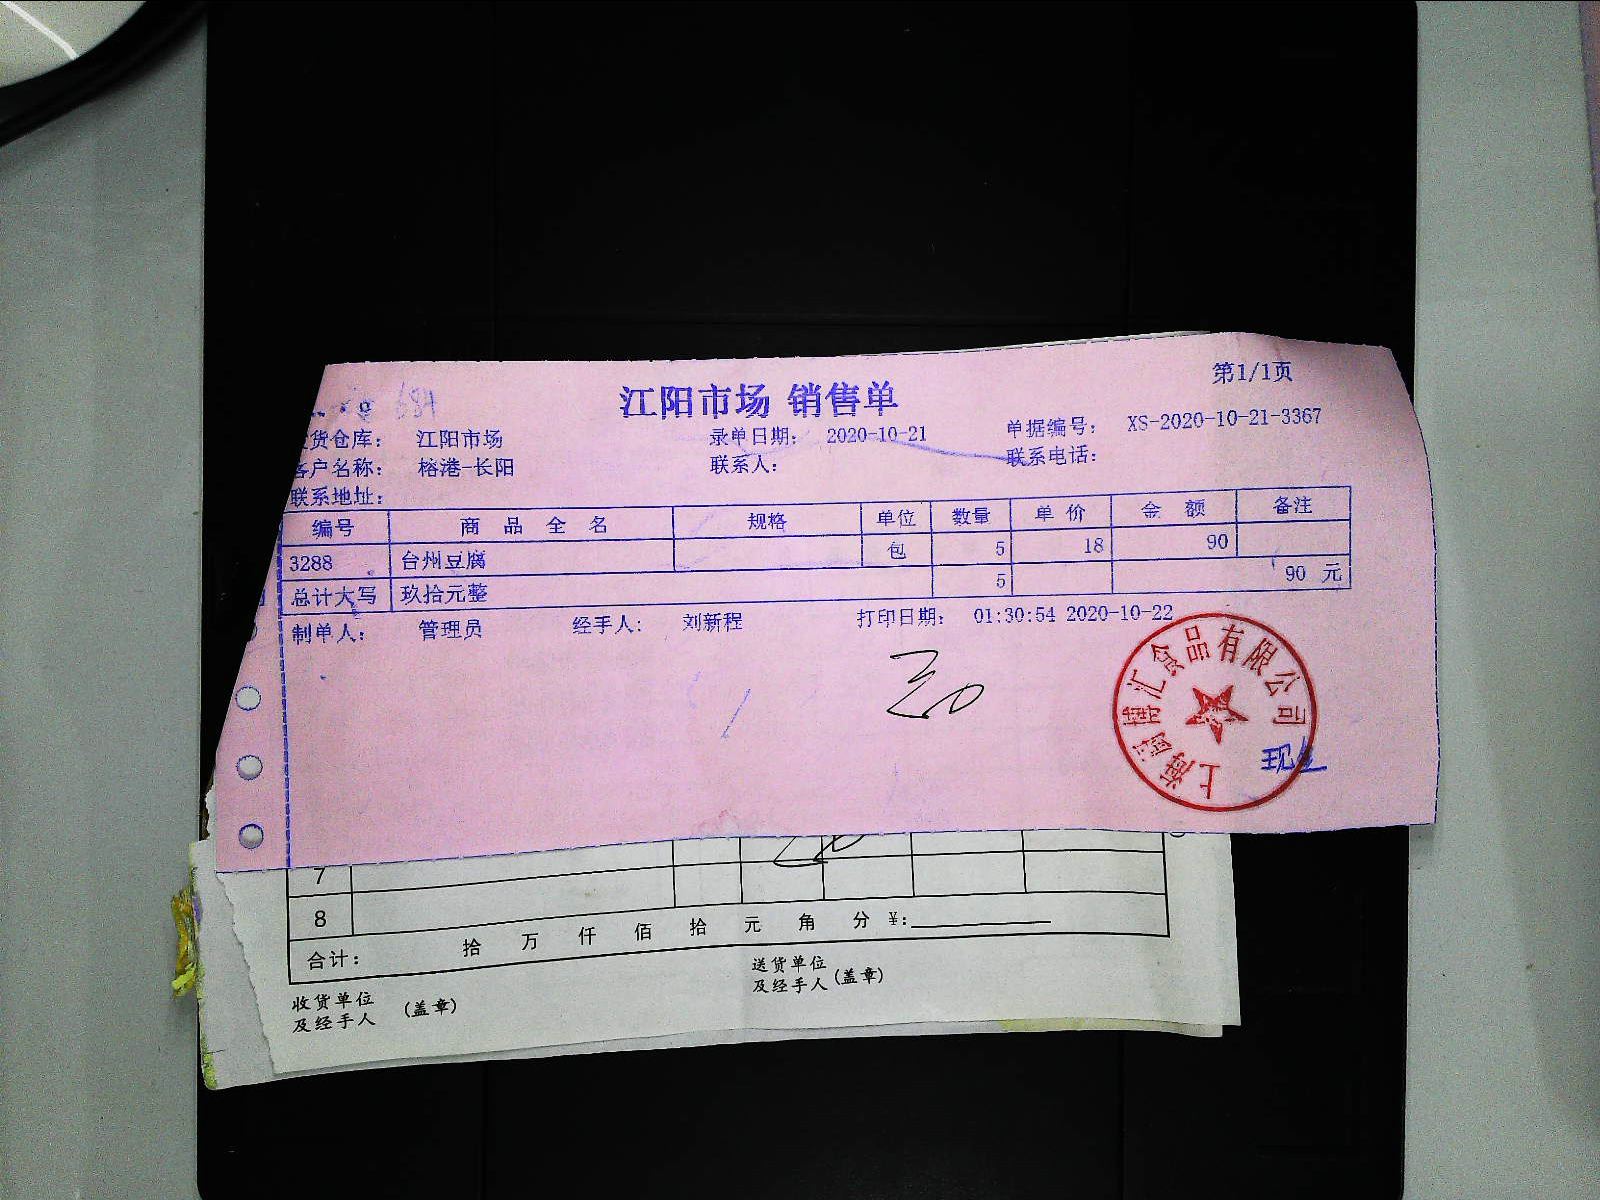 第1/1页
江阳市场 销售单
货仓库: 江阳市场 录单日期: 2020-10-21 单据编号: XS-2020-10-21-3367
客户名称: 榕港-长阳 联系人: 联系电话:
联系地址:
编号 商品全名 规格 单位 数量 单价 金额 备注
3288 台州豆腐 包 5 18 90
总计大写 玖拾元整 5 90 元
制单人: 管理员 经手人: 刘新程 打印日期: 01:30:54 2020-10-22
博汇食品有限公司
7
8
合计: 拾 万 仟 佰 拾 元 角 分 ¥:
收货单位
及经手人 (盖章)
送货单位
及经手人 (盖章)